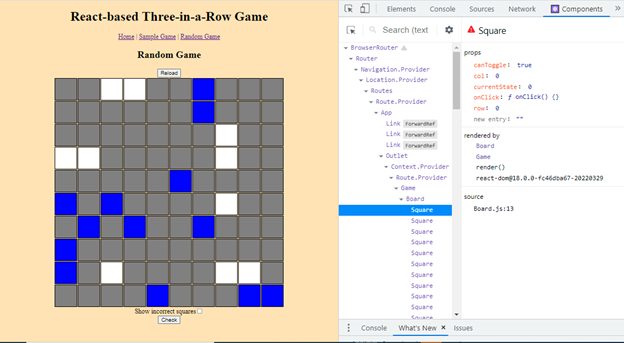 React-based Three-in-a-Row Game
Home | Sample Game | Random Game
Random Game
Reload
Show incorrect squares
Check
Elements Console Sources Network Components
Search (text
Square
BrowserRouter
Router
Navigation.Provider
Location.Provider
Routes
Route.Provider
App
Link ForwardRef
Link ForwardRef
Link ForwardRef
Outlet
Context.Provider
Route.Provider
Game
Board
Square
Square
Square
Square
Square
Square
Square
Square
Square
Square
props
canToggle: true
col: 0
currentState: 0
onClick: ƒ onClick() {}
row: 0
new entry: ""
rendered by
Board
Game
render()
react-dom@18.0.0-fc46dba67-20220329
source
Board.js:13
Console What's New Issues